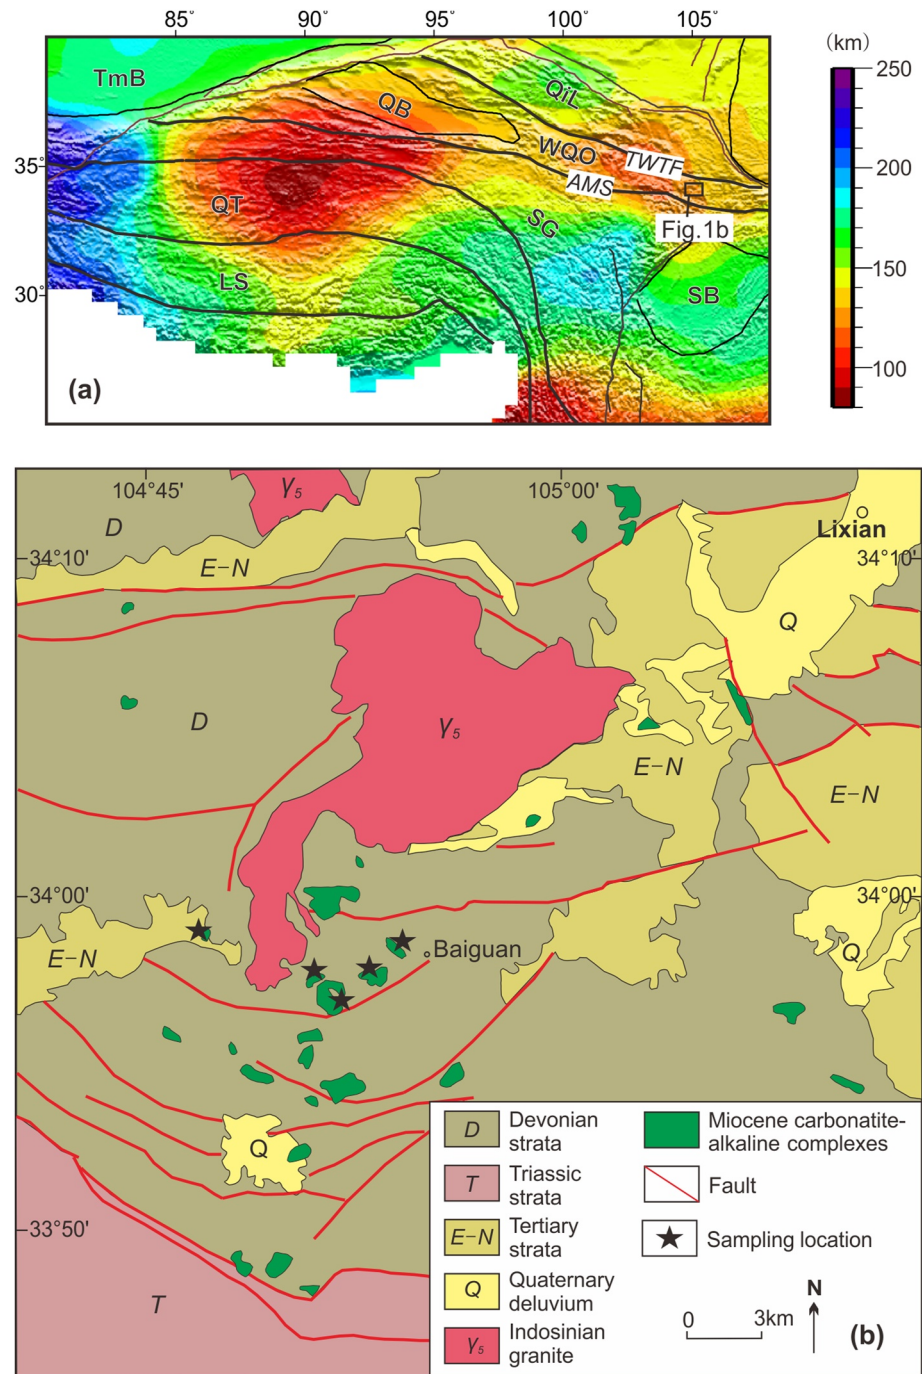 85° 90° 95° 100° 105°
(km)
TmB
QiL
QB
WQO
TWTF
AMS
35°
QT
SG
Fig.1b
LS
SB
30°
(a)
250
200
150
100
104°45'
γ5
105°00'
D
Lixian
34°10'
34°10'
E-N
Q
D
γ5
E-N
E-N
34°00'
34°00'
E-N
Baiguan
Q
Q
33°50'
T
D Devonian
strata
T Triassic
strata
E-N Tertiary
strata
Q Quaternary
deluvium
γ5 Indosinian
granite
Miocene carbonatite-
alkaline complexes
Fault
Sampling location
N
0 3km
(b)